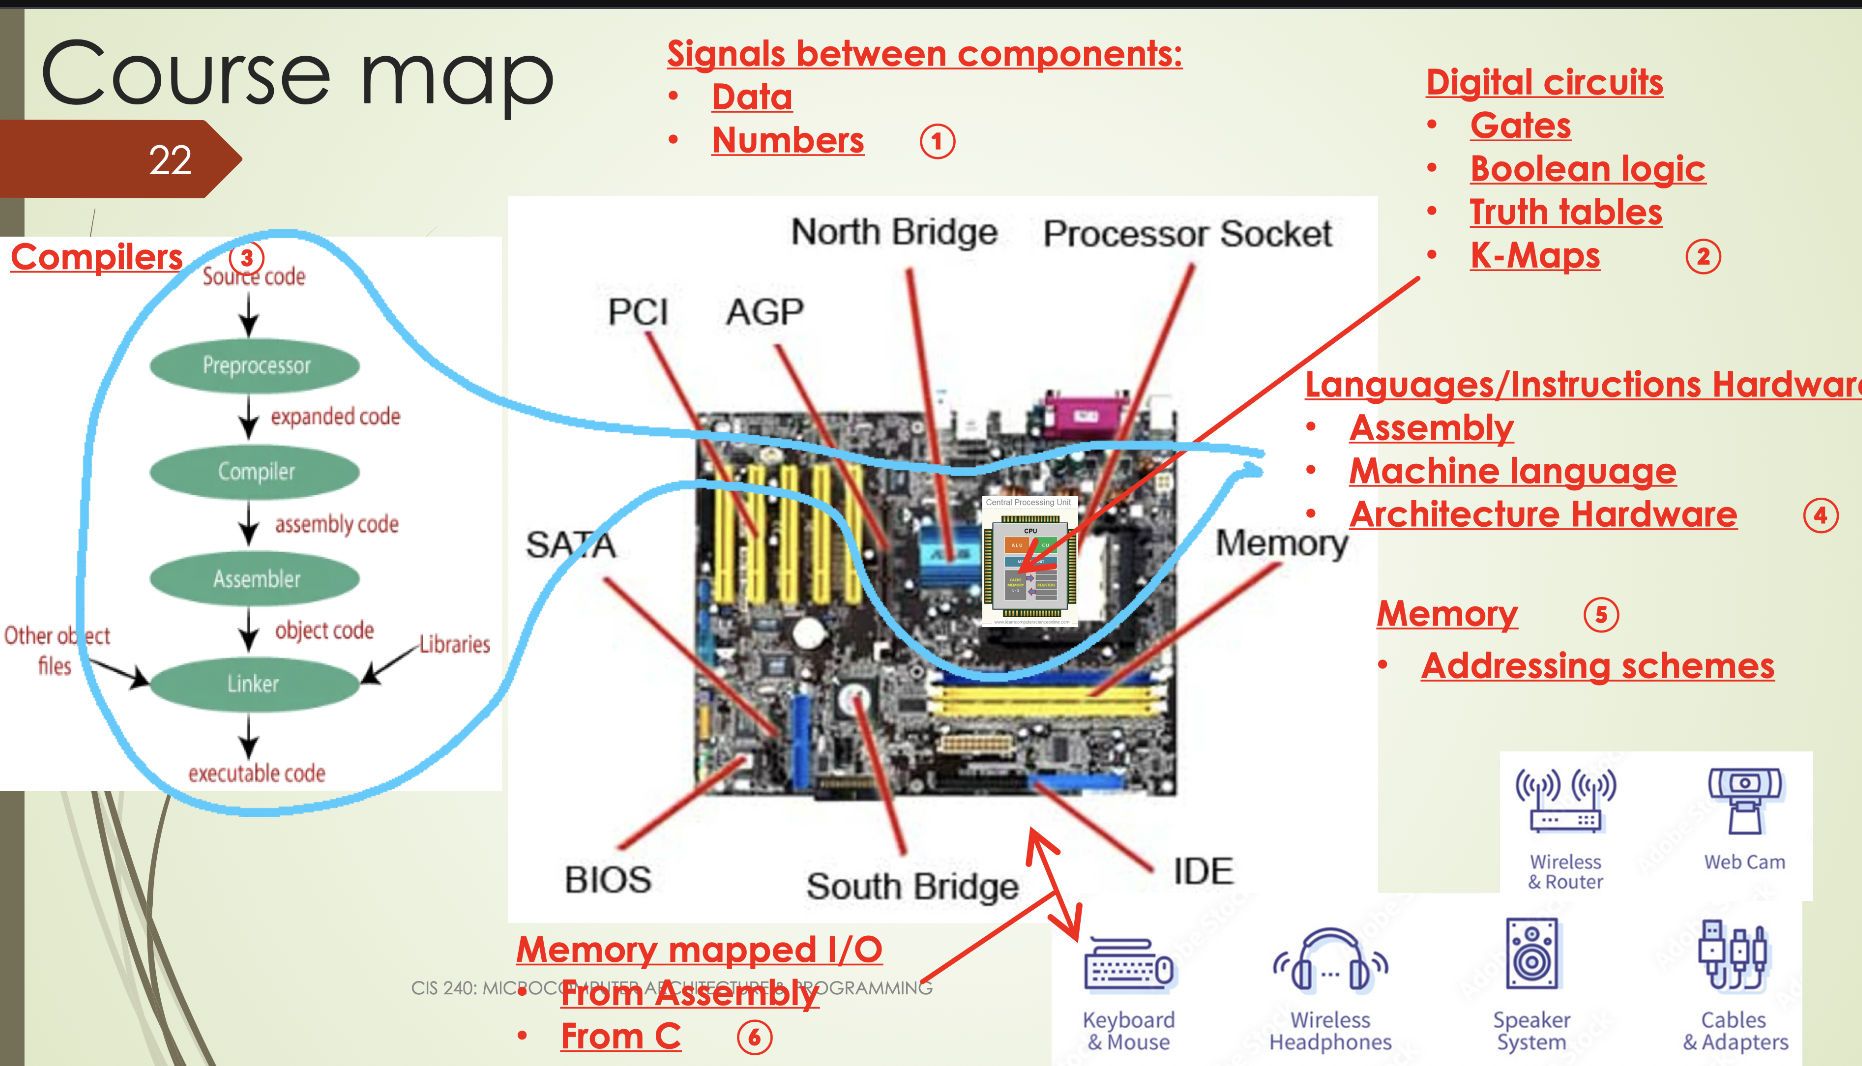 Course map
22
Signals between components:
• Data
• Numbers ①
Digital circuits
• Gates
• Boolean logic
• Truth tables
• K-Maps ②
Compilers ③
Source code
Preprocessor
expanded code
Compiler
assembly code
Assembler
object code
Other object
files
Libraries
Linker
executable code
North Bridge
Processor Socket
PCI
AGP
SATA
Memory
BIOS
South Bridge
IDE
Central Processing Unit
CPU
Languages/Instructions Hardware
• Assembly
• Machine language
• Architecture Hardware ④
Memory ⑤
• Addressing schemes
Memory mapped I/O
• From Assembly
• From C ⑥
CIS 240: MICROCOMPUTER ARCHITECTURE & PROGRAMMING
Wireless
& Router
Web Cam
Keyboard
& Mouse
Wireless
Headphones
Speaker
System
Cables
& Adapters